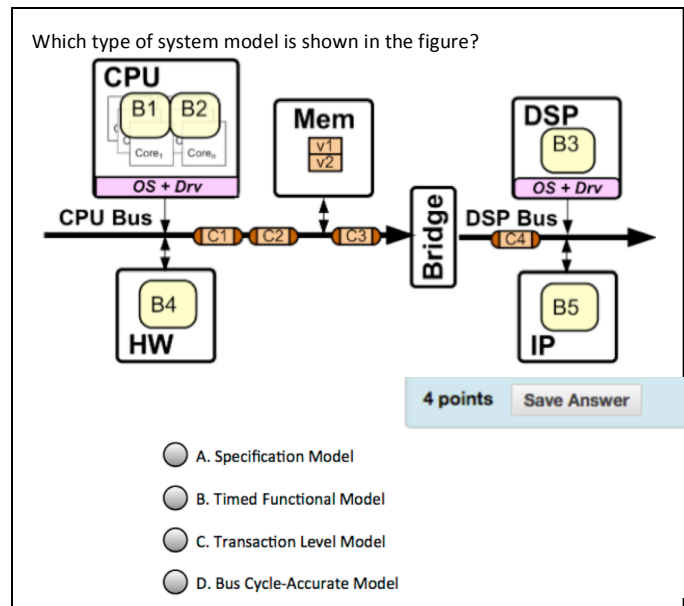 Which type of system model is shown in the figure?
CPU
B1 B2
C
C
Core₁ Coreₙ
OS + Drv
Mem
v1
v2
DSP
B3
OS + Drv
CPU Bus
C1 C2 C3
Bridge
DSP Bus
C4
B4
HW
B5
IP
4 points Save Answer
A. Specification Model
B. Timed Functional Model
C. Transaction Level Model
D. Bus Cycle-Accurate Model